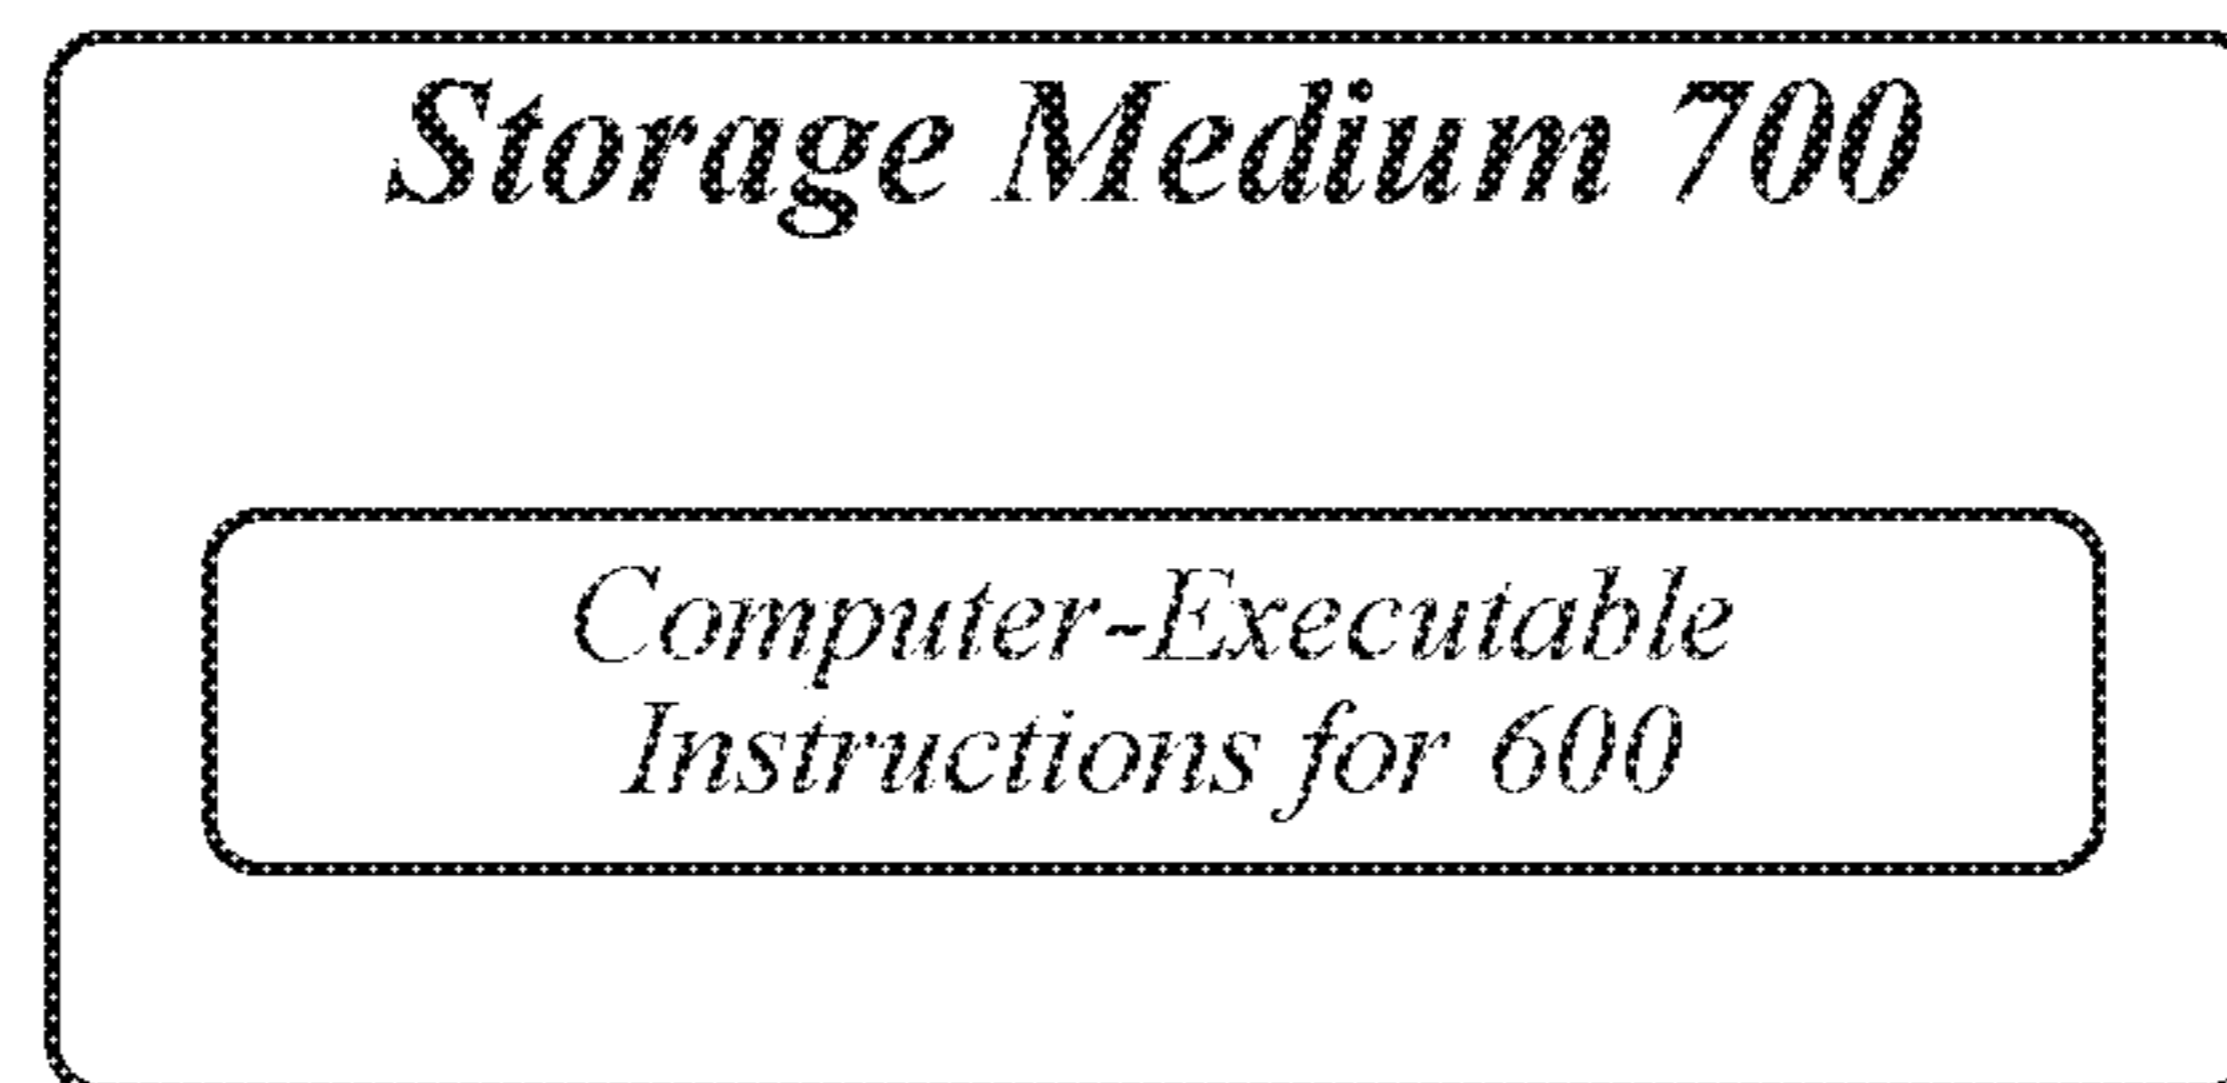 Storage Medium 700
Computer-Executable
Instructions for 600